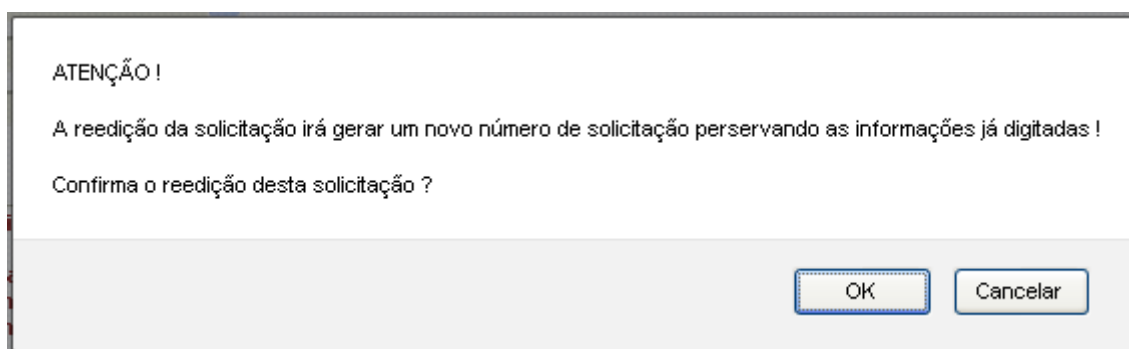 ATENÇÃO !
A reedição da solicitação irá gerar um novo número de solicitação perservando as informações já digitadas !
Confirma o reedição desta solicitação ?
OK
Cancelar